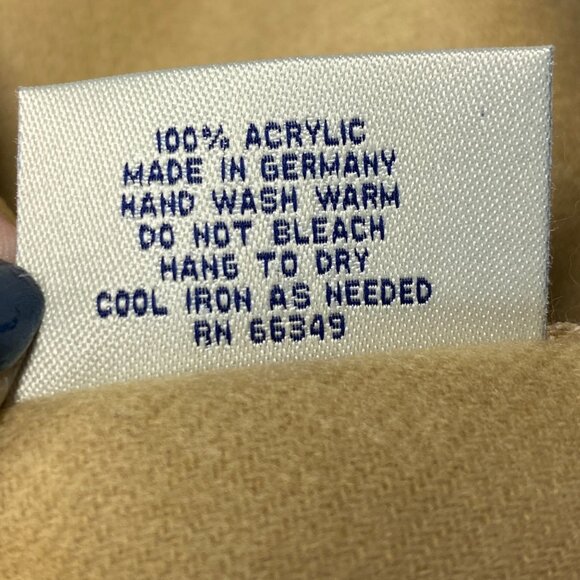 100% ACRYLIC
MADE IN GERMANY
HAND WASH WARM
DO NOT BLEACH
HANG TO DRY
COOL IRON AS NEEDED
RN 66349